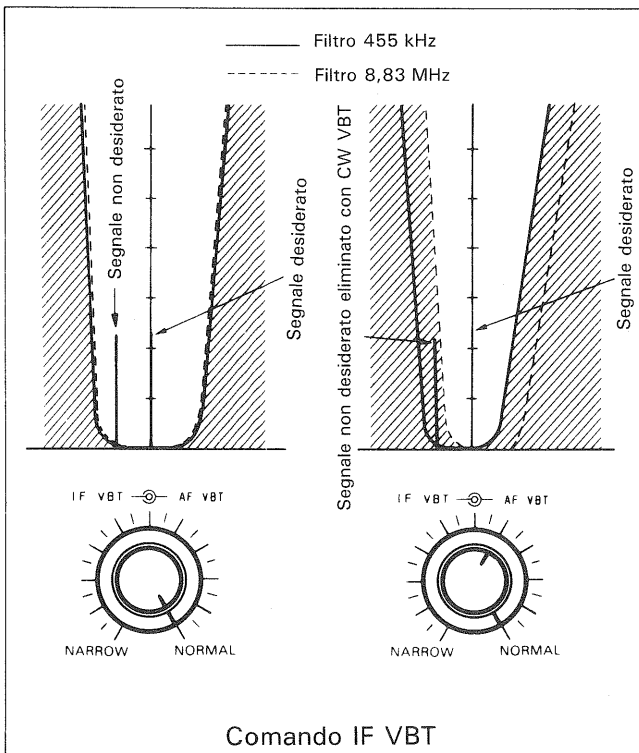 Filtro 455 kHz
Filtro 8,83 MHz
Segnale non desiderato
Segnale desiderato
Segnale non desiderato eliminato con CW VBT
Segnale desiderato
IF VBT AF VBT
NARROW NORMAL
IF VBT AF VBT
NARROW NORMAL
Comando IF VBT